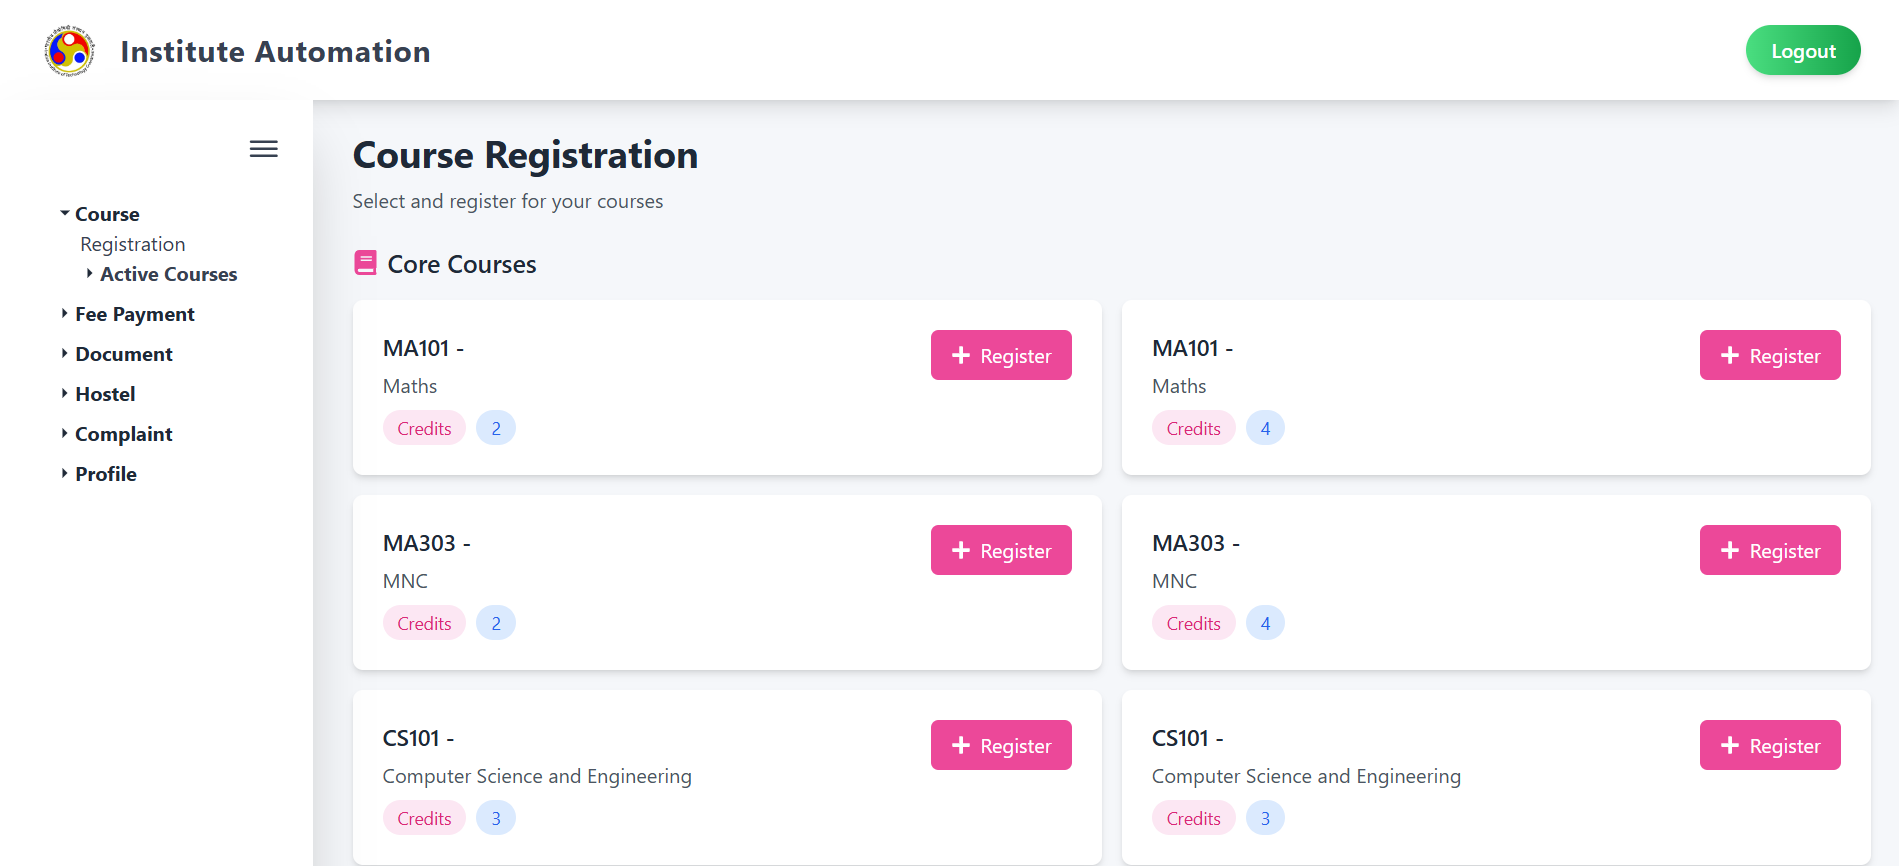 Institute Automation
Logout
Course
Registration
Active Courses
Fee Payment
Document
Hostel
Complaint
Profile
Course Registration
Select and register for your courses
Core Courses
MA101 -
Register
Maths
Credits 2
MA101 -
Register
Maths
Credits 4
MA303 -
Register
MNC
Credits 2
MA303 -
Register
MNC
Credits 4
CS101 -
Register
Computer Science and Engineering
Credits 3
CS101 -
Register
Computer Science and Engineering
Credits 3